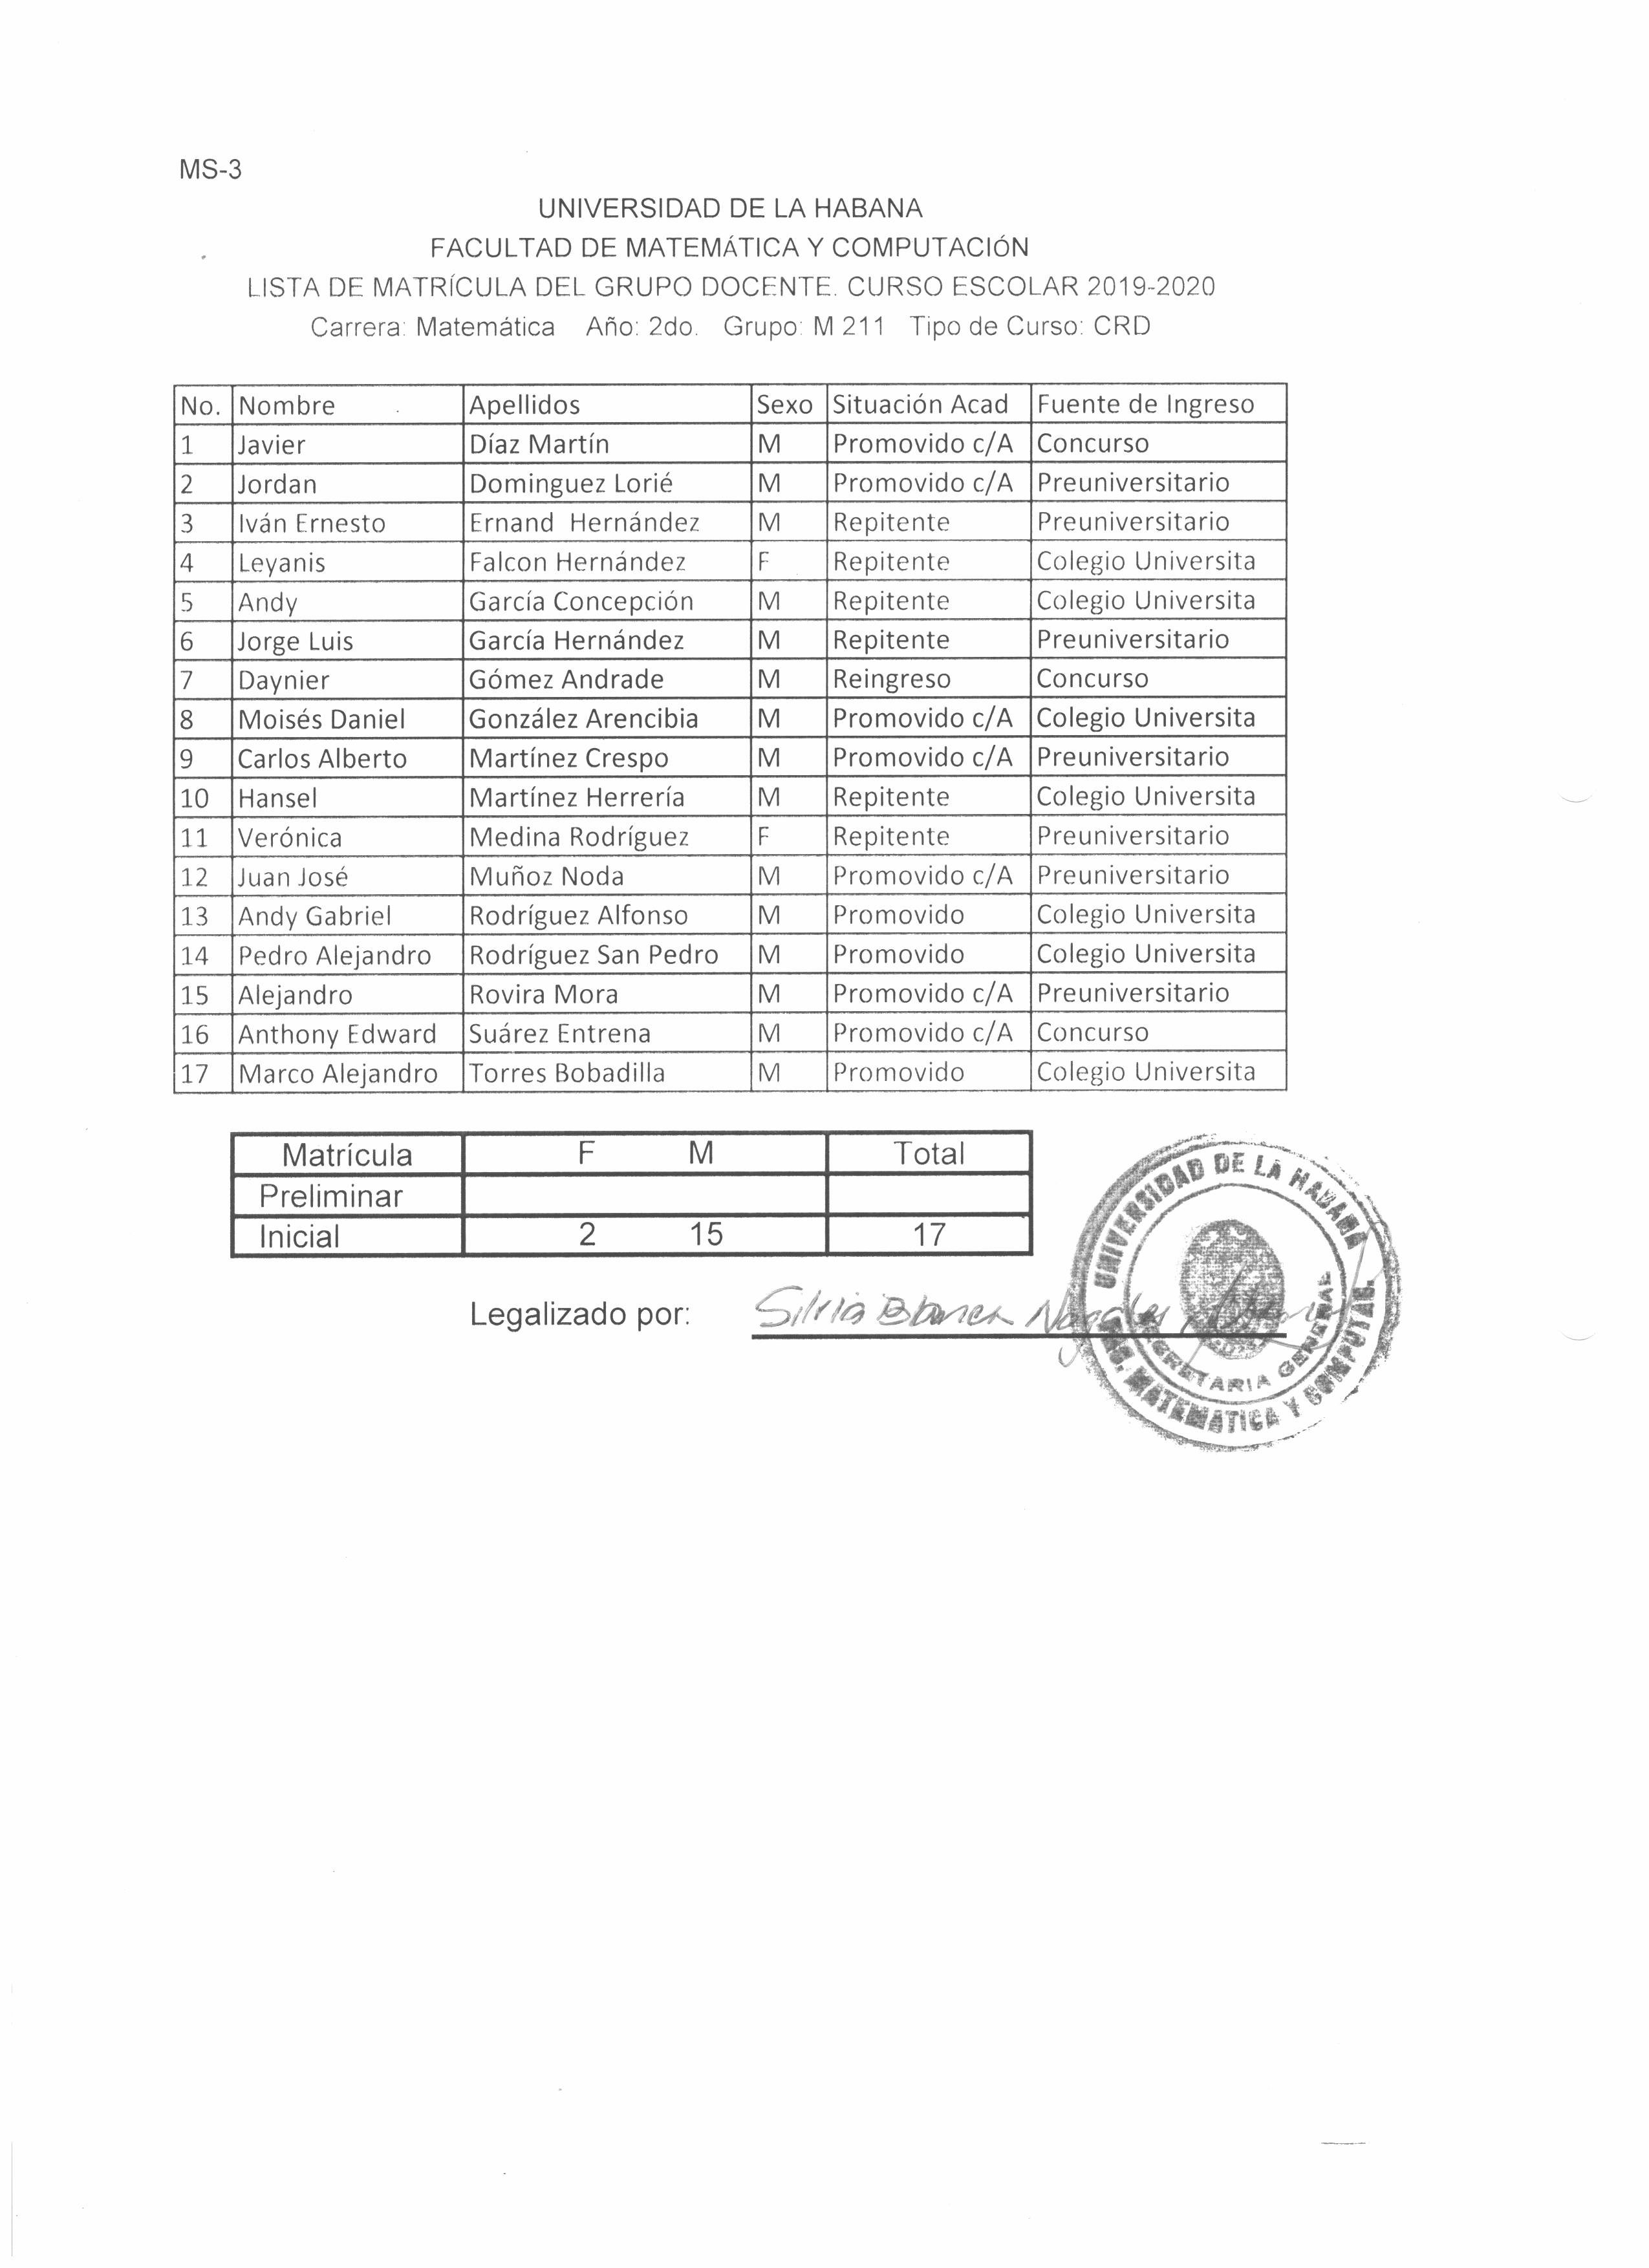 MS-3
UNIVERSIDAD DE LA HABANA
FACULTAD DE MATEMÁTICA Y COMPUTACIÓN
LISTA DE MATRÍCULA DEL GRUPO DOCENTE. CURSO ESCOLAR 2019-2020
Carrera: Matemática Año: 2do. Grupo: M 211 Tipo de Curso: CRD
No. Nombre Apellidos Sexo Situación Acad Fuente de Ingreso
1 Javier Díaz Martín M Promovido c/A Concurso
2 Jordan Dominguez Lorié M Promovido c/A Preuniversitario
3 Iván Ernesto Ernand Hernández M Repitente Preuniversitario
4 Leyanis Falcon Hernández F Repitente Colegio Universita
5 Andy García Concepción M Repitente Colegio Universita
6 Jorge Luis García Hernández M Repitente Preuniversitario
7 Daynier Gómez Andrade M Reingreso Concurso
8 Moisés Daniel González Arencibia M Promovido c/A Colegio Universita
9 Carlos Alberto Martínez Crespo M Promovido c/A Preuniversitario
10 Hansel Martínez Herrería M Repitente Colegio Universita
11 Verónica Medina Rodríguez F Repitente Preuniversitario
12 Juan José Muñoz Noda M Promovido c/A Preuniversitario
13 Andy Gabriel Rodríguez Alfonso M Promovido Colegio Universita
14 Pedro Alejandro Rodríguez San Pedro M Promovido Colegio Universita
15 Alejandro Rovira Mora M Promovido c/A Preuniversitario
16 Anthony Edward Suárez Entrena M Promovido c/A Concurso
17 Marco Alejandro Torres Bobadilla M Promovido Colegio Universita
Matrícula F M Total
Preliminar
Inicial 2 15 17
Legalizado por: Silvia Blanca
UNIVERSIDAD DE LA HABANA
SECRETARIA GENERAL
MATEMATICA Y COMPUTAC.